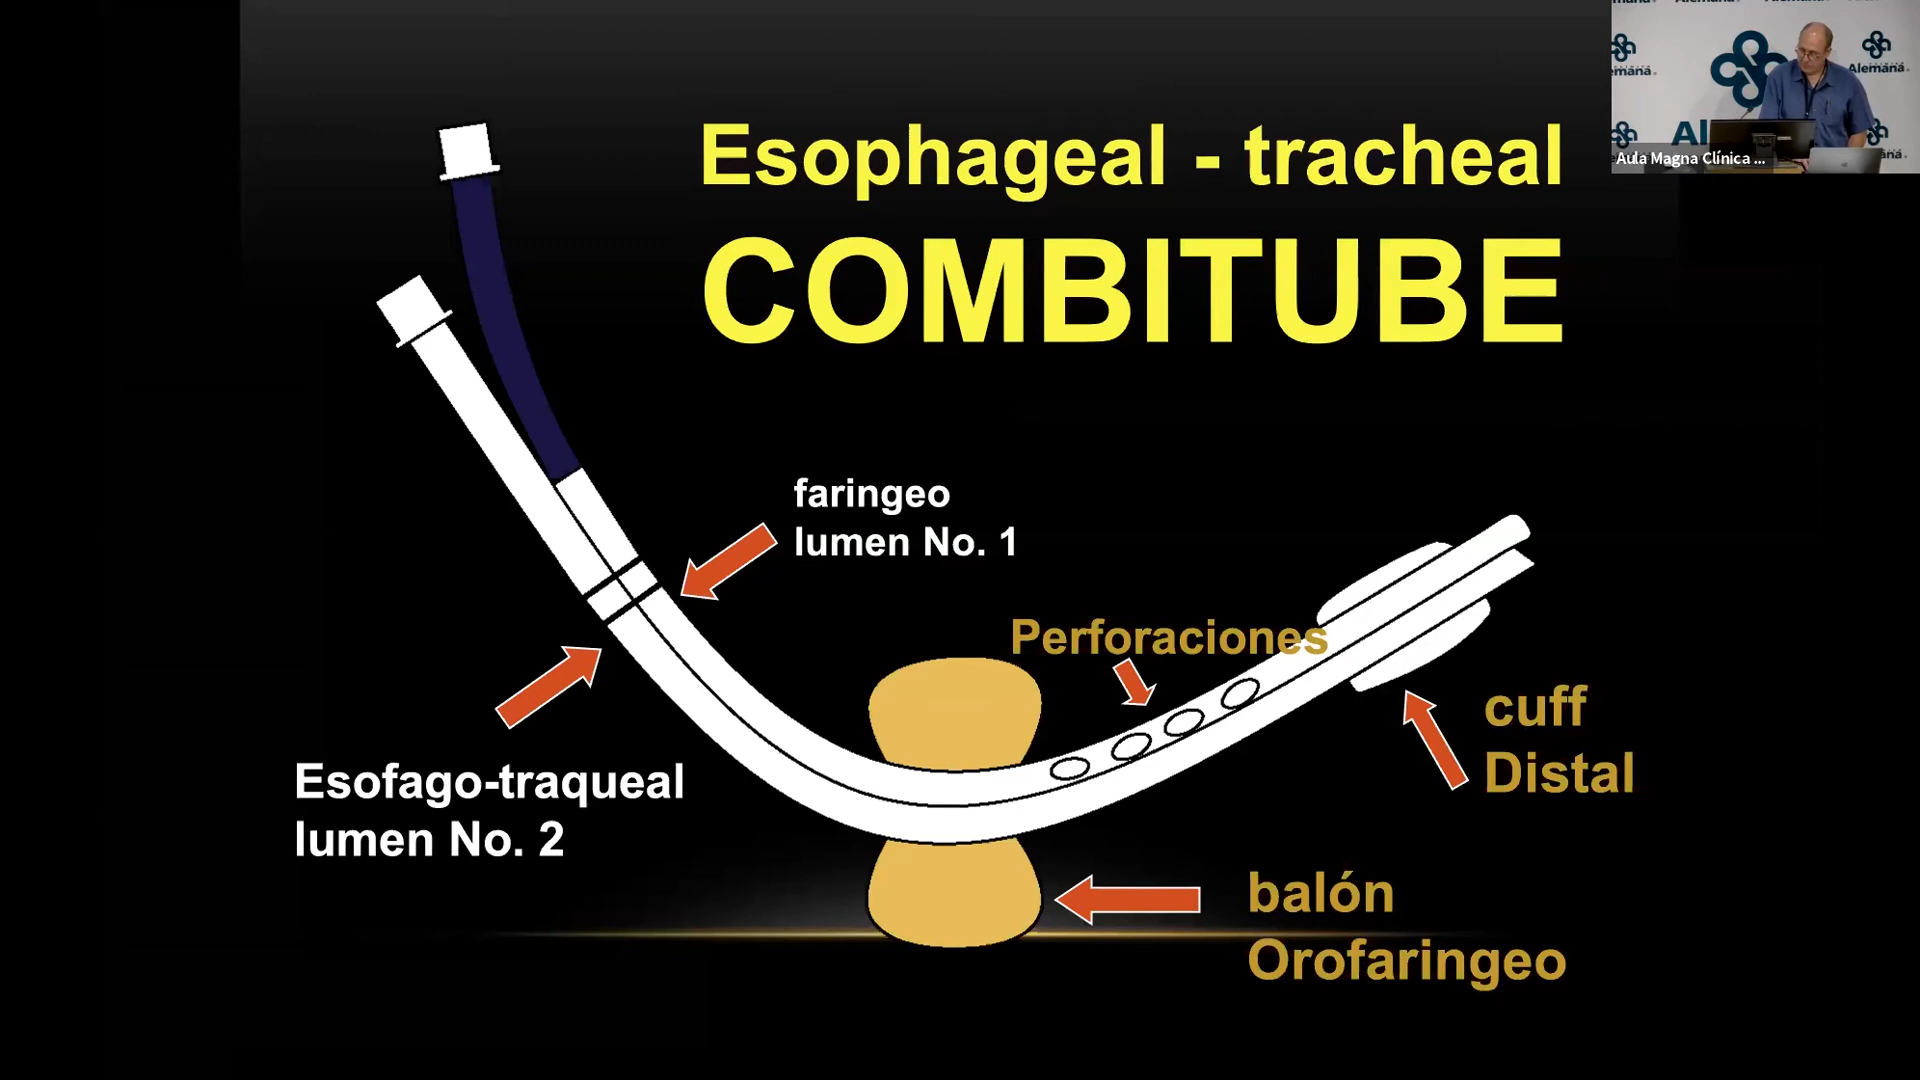 Esophageal - tracheal
COMBITUBE
faringeo
lumen No. 1
Perforaciones
cuff
Distal
Esofago-traqueal
lumen No. 2
balón
Orofaringeo
Alemana
Aula Magna Clínica ...